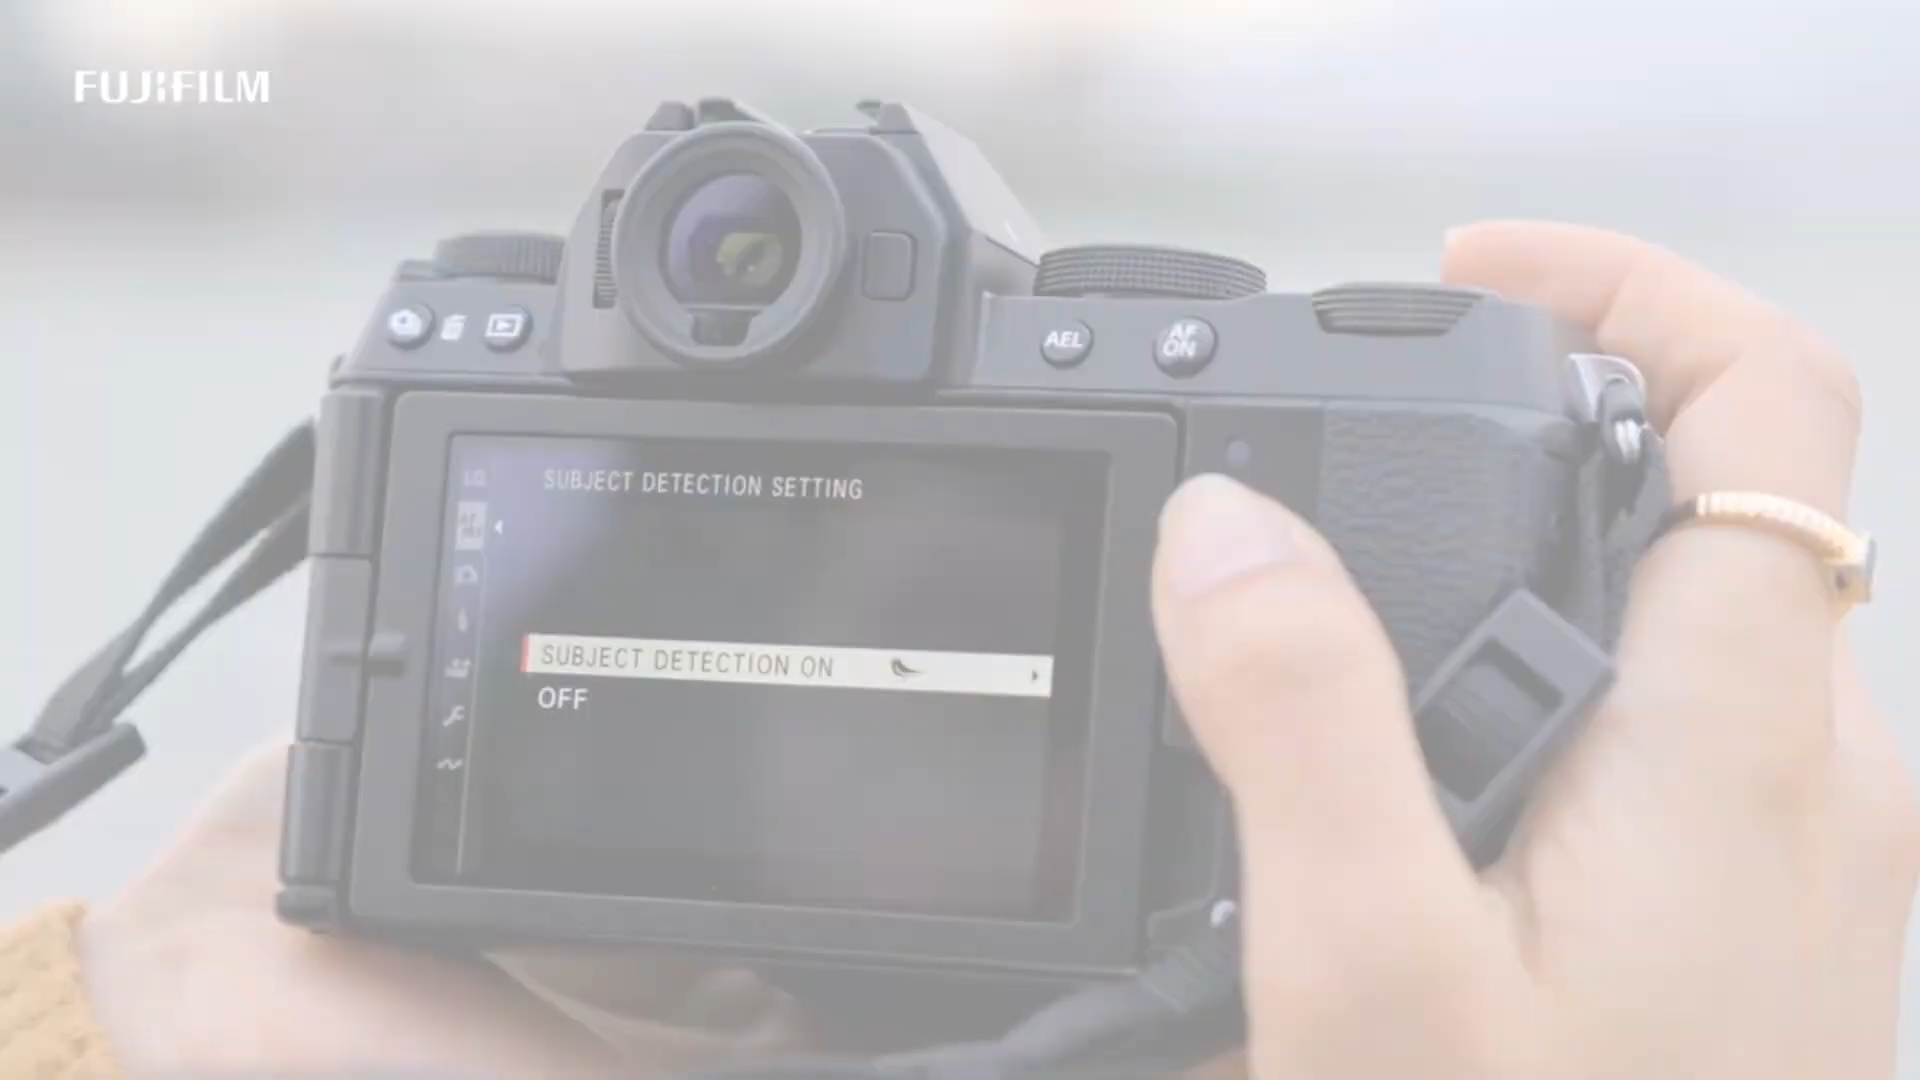 FUJIFILM
AEL
AF
ON
SUBJECT DETECTION SETTING
SUBJECT DETECTION ON
OFF